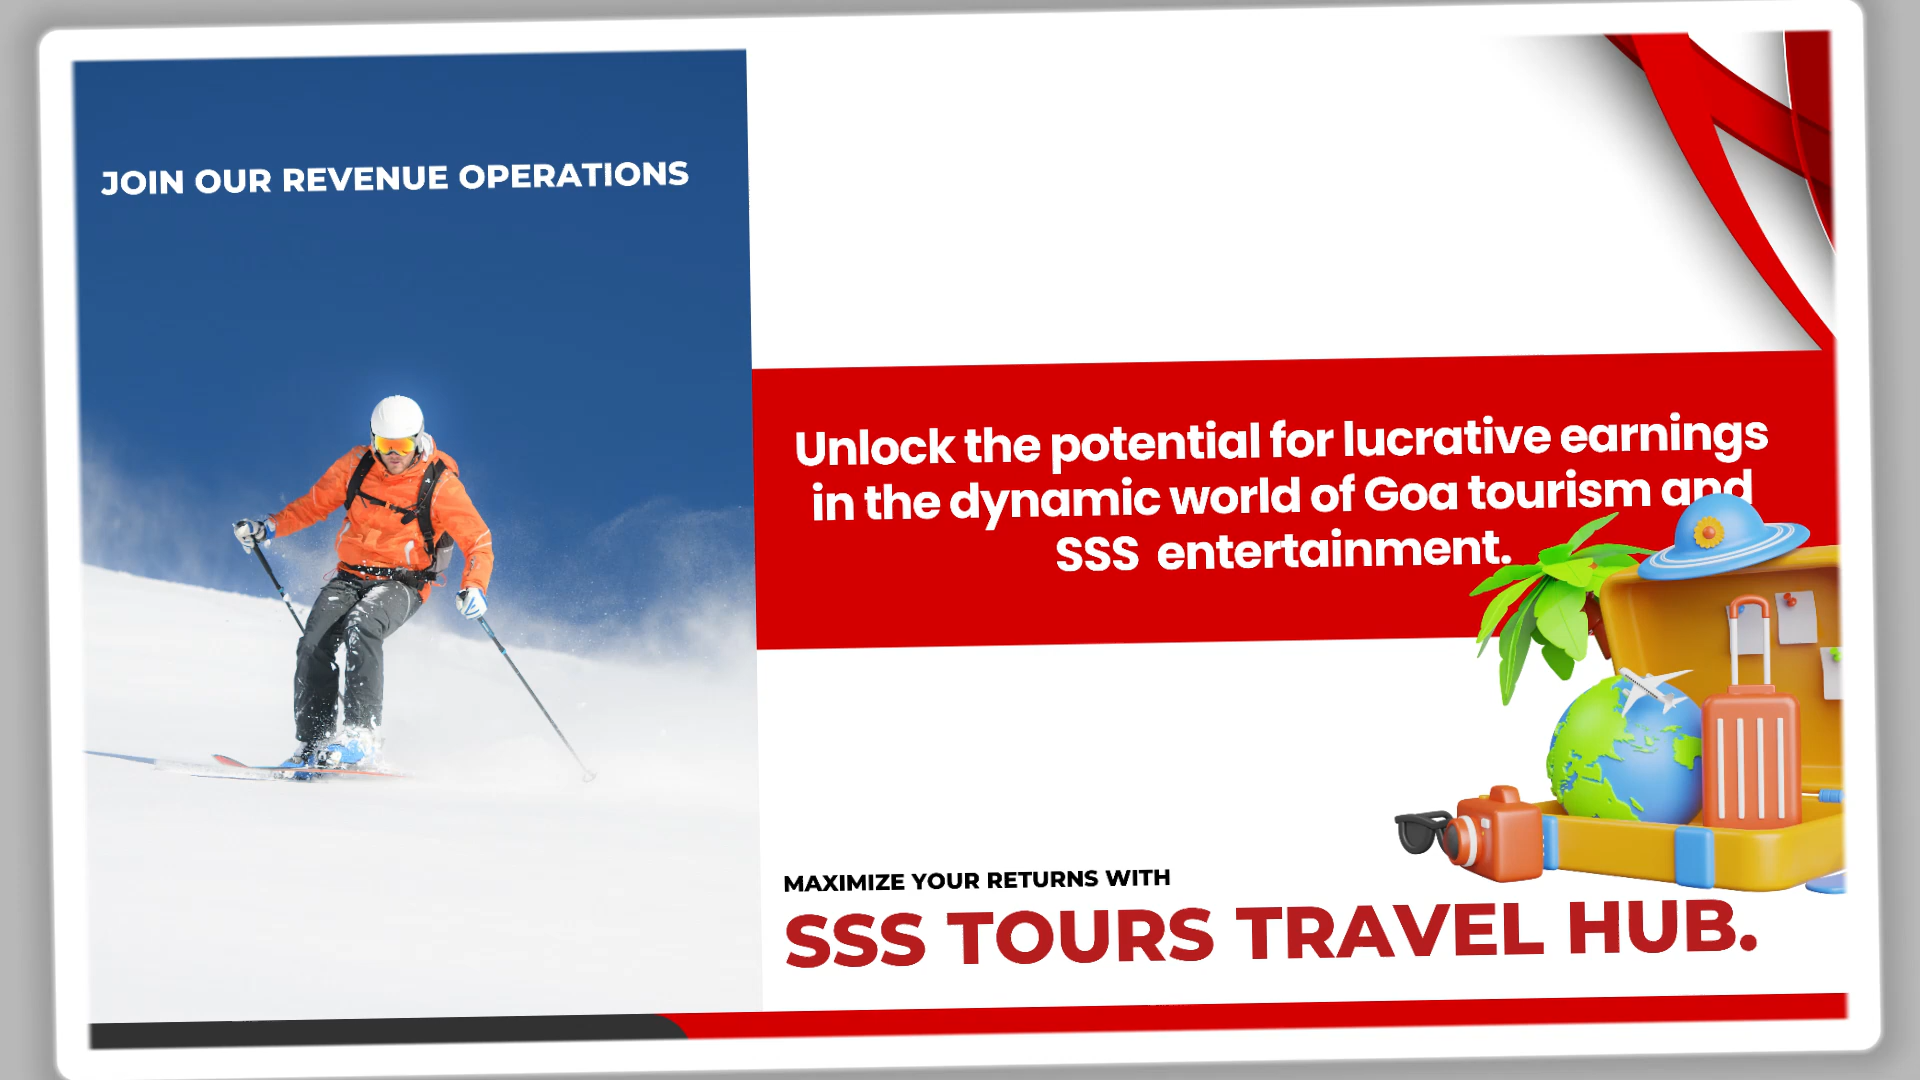 JOIN OUR REVENUE OPERATIONS
Unlock the potential for lucrative earnings
in the dynamic world of Goa tourism and
SSS entertainment.
MAXIMIZE YOUR RETURNS WITH
SSS TOURS TRAVEL HUB.